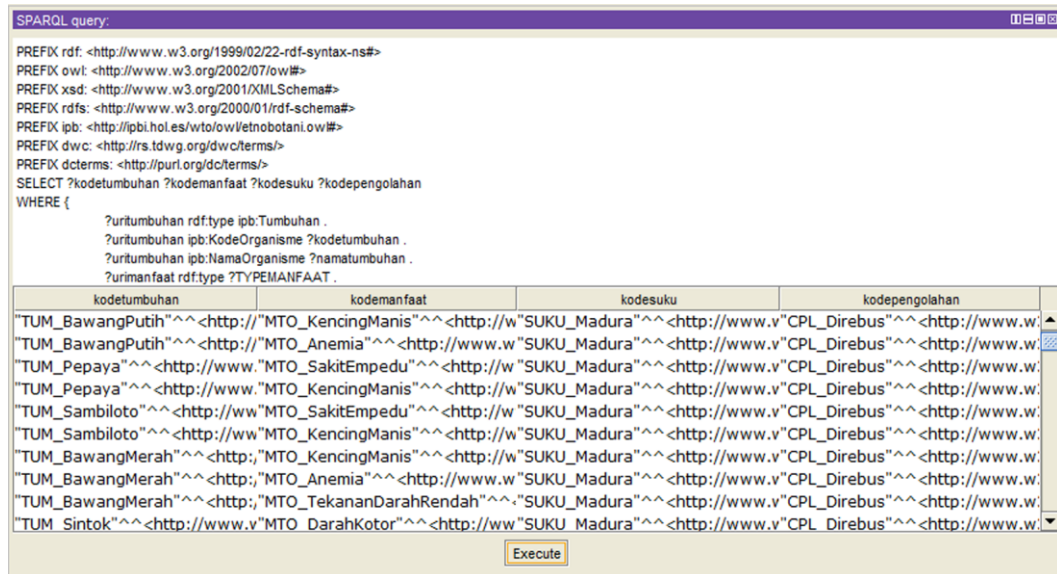 SPARQL query:
PREFIX rdf: <http://www.w3.org/1999/02/22-rdf-syntax-ns#>
PREFIX owl: <http://www.w3.org/2002/07/owl#>
PREFIX xsd: <http://www.w3.org/2001/XMLSchema#>
PREFIX rdfs: <http://www.w3.org/2000/01/rdf-schema#>
PREFIX ipb: <http://ipbi.hol.es/wto/owl/etnobotani.owl#>
PREFIX dwc: <http://rs.tdwg.org/dwc/terms/>
PREFIX dcterms: <http://purl.org/dc/terms/>
SELECT ?kodetumbuhan ?kodemanfaat ?kodesuku ?kodepengolahan
WHERE {
?uritumbuhan rdf:type ipb:Tumbuhan .
?uritumbuhan ipb:KodeOrganisme ?kodetumbuhan .
?uritumbuhan ipb:NamaOrganisme ?namatumbuhan .
?urimanfaat rdf:type ?TYPEMANFAAT .
kodetumbuhan kodemanfaat kodesuku kodepengolahan
"TUM_BawangPutih"^^<http:// "MTO_KencingManis"^^<http://w "SUKU_Madura"^^<http://www.v "CPL_Direbus"^^<http://www.w:
"TUM_BawangPutih"^^<http:// "MTO_Anemia"^^<http://www.w "SUKU_Madura"^^<http://www.v "CPL_Direbus"^^<http://www.w:
"TUM_Pepaya"^^<http://www. "MTO_SakitEmpedu"^^<http://w "SUKU_Madura"^^<http://www.v "CPL_Direbus"^^<http://www.w:
"TUM_Pepaya"^^<http://www. "MTO_KencingManis"^^<http://w "SUKU_Madura"^^<http://www.v "CPL_Direbus"^^<http://www.w:
"TUM_Sambiloto"^^<http://ww "MTO_SakitEmpedu"^^<http://w "SUKU_Madura"^^<http://www.v "CPL_Direbus"^^<http://www.w:
"TUM_Sambiloto"^^<http://ww "MTO_KencingManis"^^<http://w "SUKU_Madura"^^<http://www.v "CPL_Direbus"^^<http://www.w:
"TUM_BawangMerah"^^<http:/ "MTO_KencingManis"^^<http://w "SUKU_Madura"^^<http://www.v "CPL_Direbus"^^<http://www.w:
"TUM_BawangMerah"^^<http:/ "MTO_Anemia"^^<http://www.w "SUKU_Madura"^^<http://www.v "CPL_Direbus"^^<http://www.w:
"TUM_BawangMerah"^^<http:/ "MTO_TekananDarahRendah"^^< "SUKU_Madura"^^<http://www.v "CPL_Direbus"^^<http://www.w:
"TUM_Sintok"^^<http://www.v "MTO_DarahKotor"^^<http://ww "SUKU_Madura"^^<http://www.v "CPL_Direbus"^^<http://www.w:
Execute